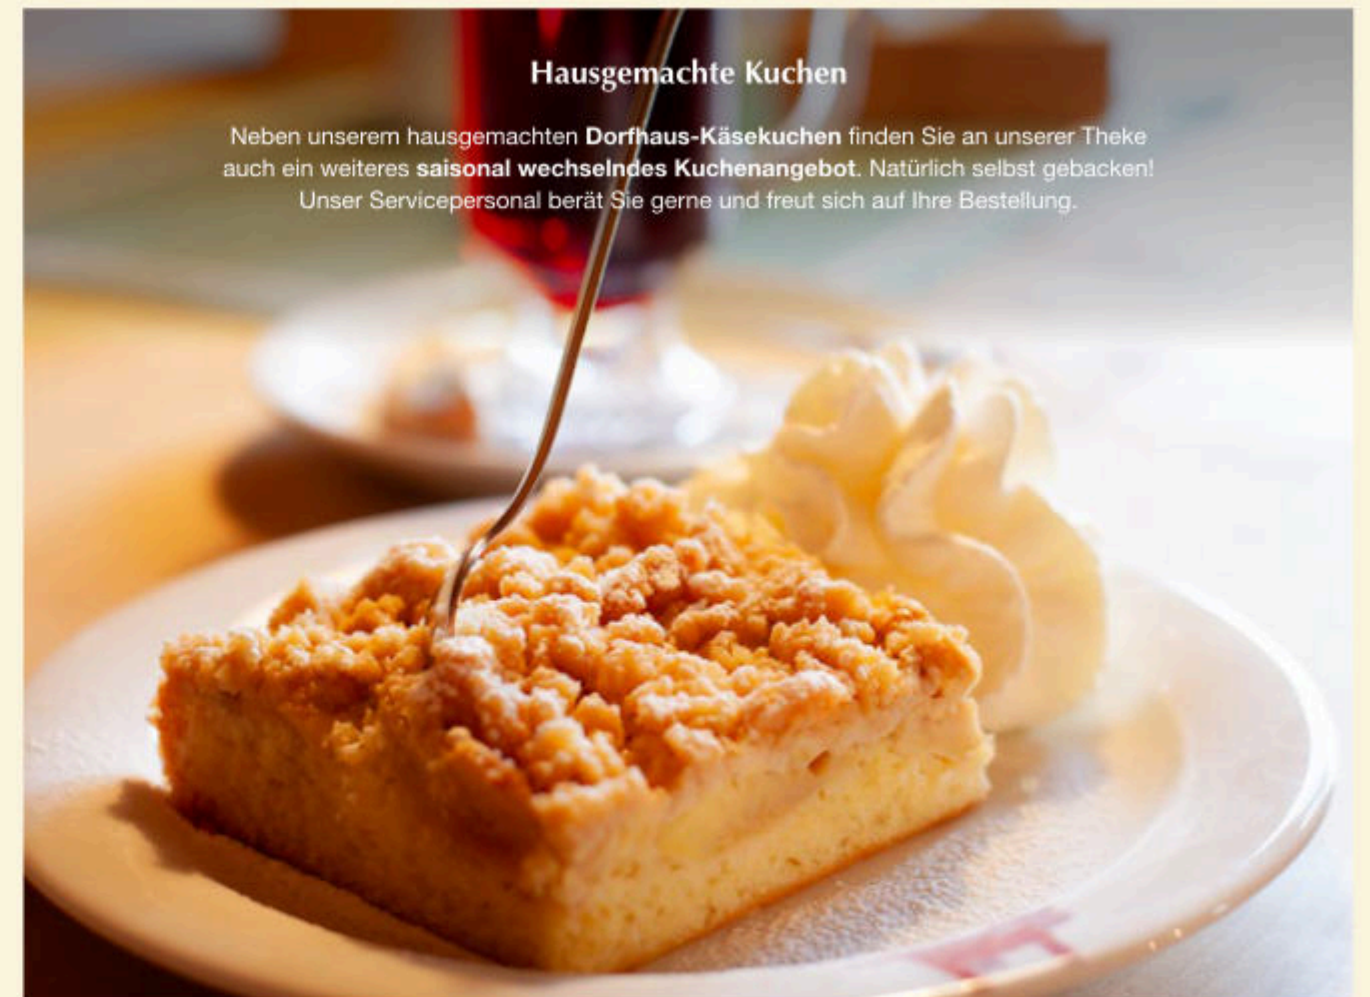 Hausgemachte Kuchen
Neben unserem hausgemachten Dorfhaus-Käsekuchen finden Sie an unserer Theke
auch ein weiteres saisonal wechselndes Kuchenangebot. Natürlich selbst gebacken!
Unser Servicepersonal berät Sie gerne und freut sich auf Ihre Bestellung.